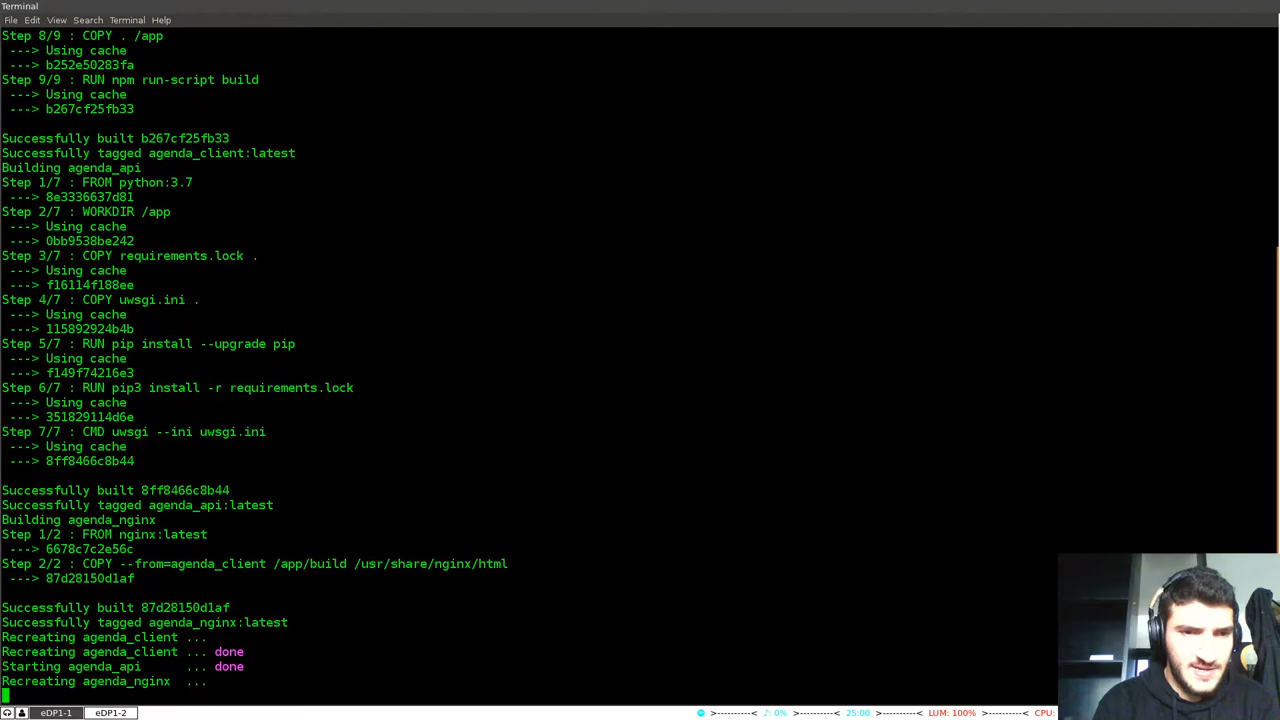 Terminal
File Edit View Search Terminal Help
Step 8/9 : COPY . /app
---> Using cache
---> b252e50283fa
Step 9/9 : RUN npm run-script build
---> Using cache
---> b267cf25fb33
Successfully built b267cf25fb33
Successfully tagged agenda_client:latest
Building agenda_api
Step 1/7 : FROM python:3.7
---> 8e3336637d81
Step 2/7 : WORKDIR /app
---> Using cache
---> 0bb9538be242
Step 3/7 : COPY requirements.lock .
---> Using cache
---> f16114f188ee
Step 4/7 : COPY uwsgi.ini .
---> Using cache
---> 115892924b4b
Step 5/7 : RUN pip install --upgrade pip
---> Using cache
---> f149f74216e3
Step 6/7 : RUN pip3 install -r requirements.lock
---> Using cache
---> 351829114d6e
Step 7/7 : CMD uwsgi --ini uwsgi.ini
---> Using cache
---> 8ff8466c8b44
Successfully built 8ff8466c8b44
Successfully tagged agenda_api:latest
Building agenda_nginx
Step 1/2 : FROM nginx:latest
---> 6678c7c2e56c
Step 2/2 : COPY --from=agenda_client /app/build /usr/share/nginx/html
---> 87d28150d1af
Successfully built 87d28150d1af
Successfully tagged agenda_nginx:latest
Recreating agenda_client ...
Recreating agenda_client ... done
Starting agenda_api ... done
Recreating agenda_nginx ...
eDP1-1 eDP1-2 >----------< ♪: 0% >----------< 25:00 >----------< LUM: 100% >----------< CPU: